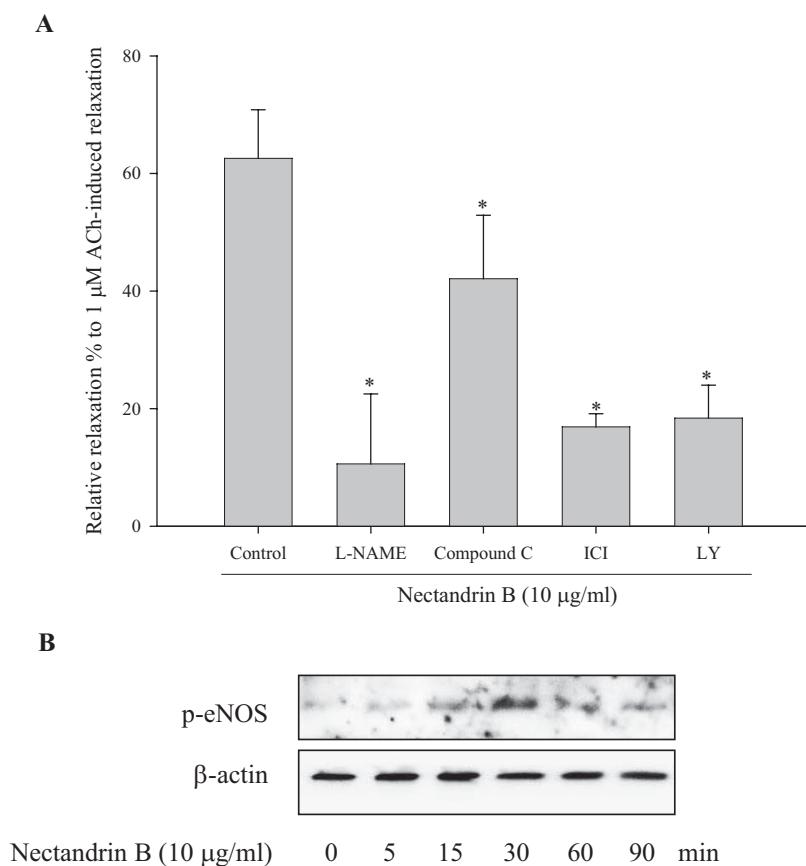 A
Relative relaxation % to 1 μM ACh-induced relaxation
80
60
40
20
0
*
*
*
*
Control L-NAME Compound C ICI LY
Nectandrin B (10 μg/ml)
B
p-eNOS
β-actin
Nectandrin B (10 μg/ml) 0 5 15 30 60 90 min